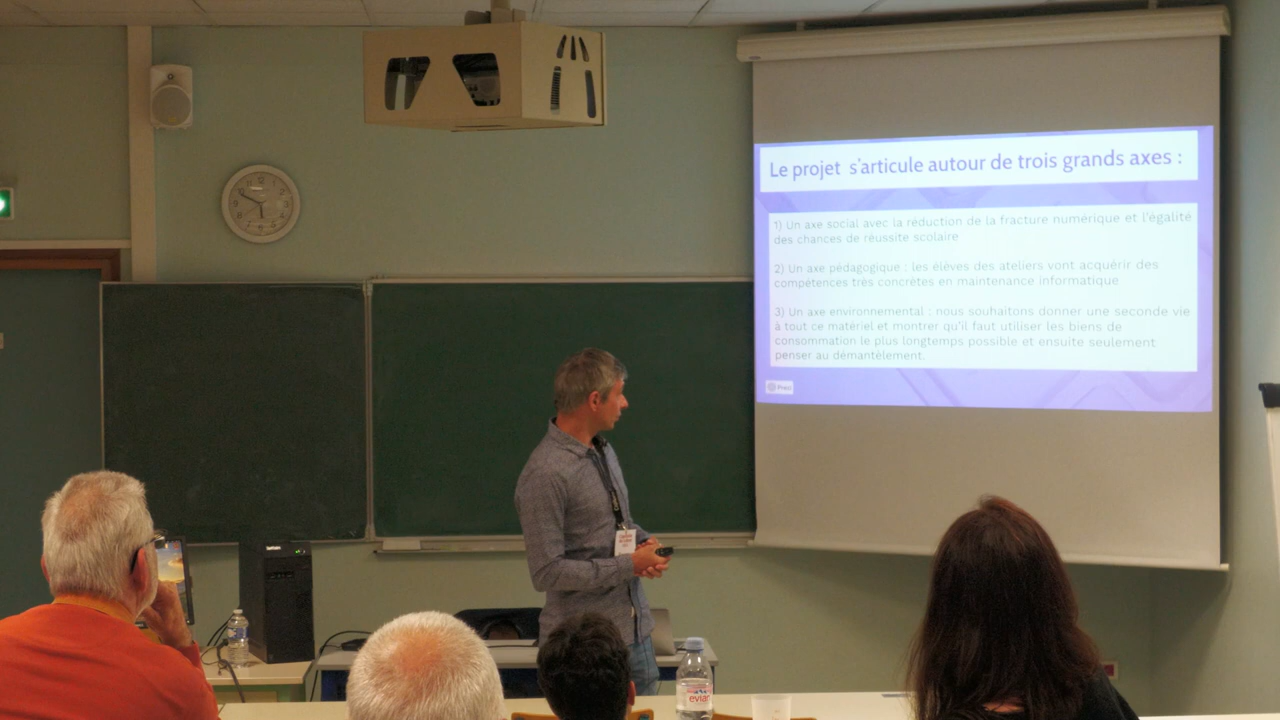 Le projet s'articule autour de trois grands axes :
1) Un axe social avec la réduction de la fracture numérique et l'égalité
des chances de réussite scolaire
2) Un axe pédagogique : les élèves des ateliers vont acquérir des
compétences très concrètes en maintenance informatique
3) Un axe environnemental : nous souhaitons donner une seconde vie
à tout ce matériel et montrer qu'il faut utiliser les biens de
consommation le plus longtemps possible et ensuite seulement
penser au démantèlement.
evian